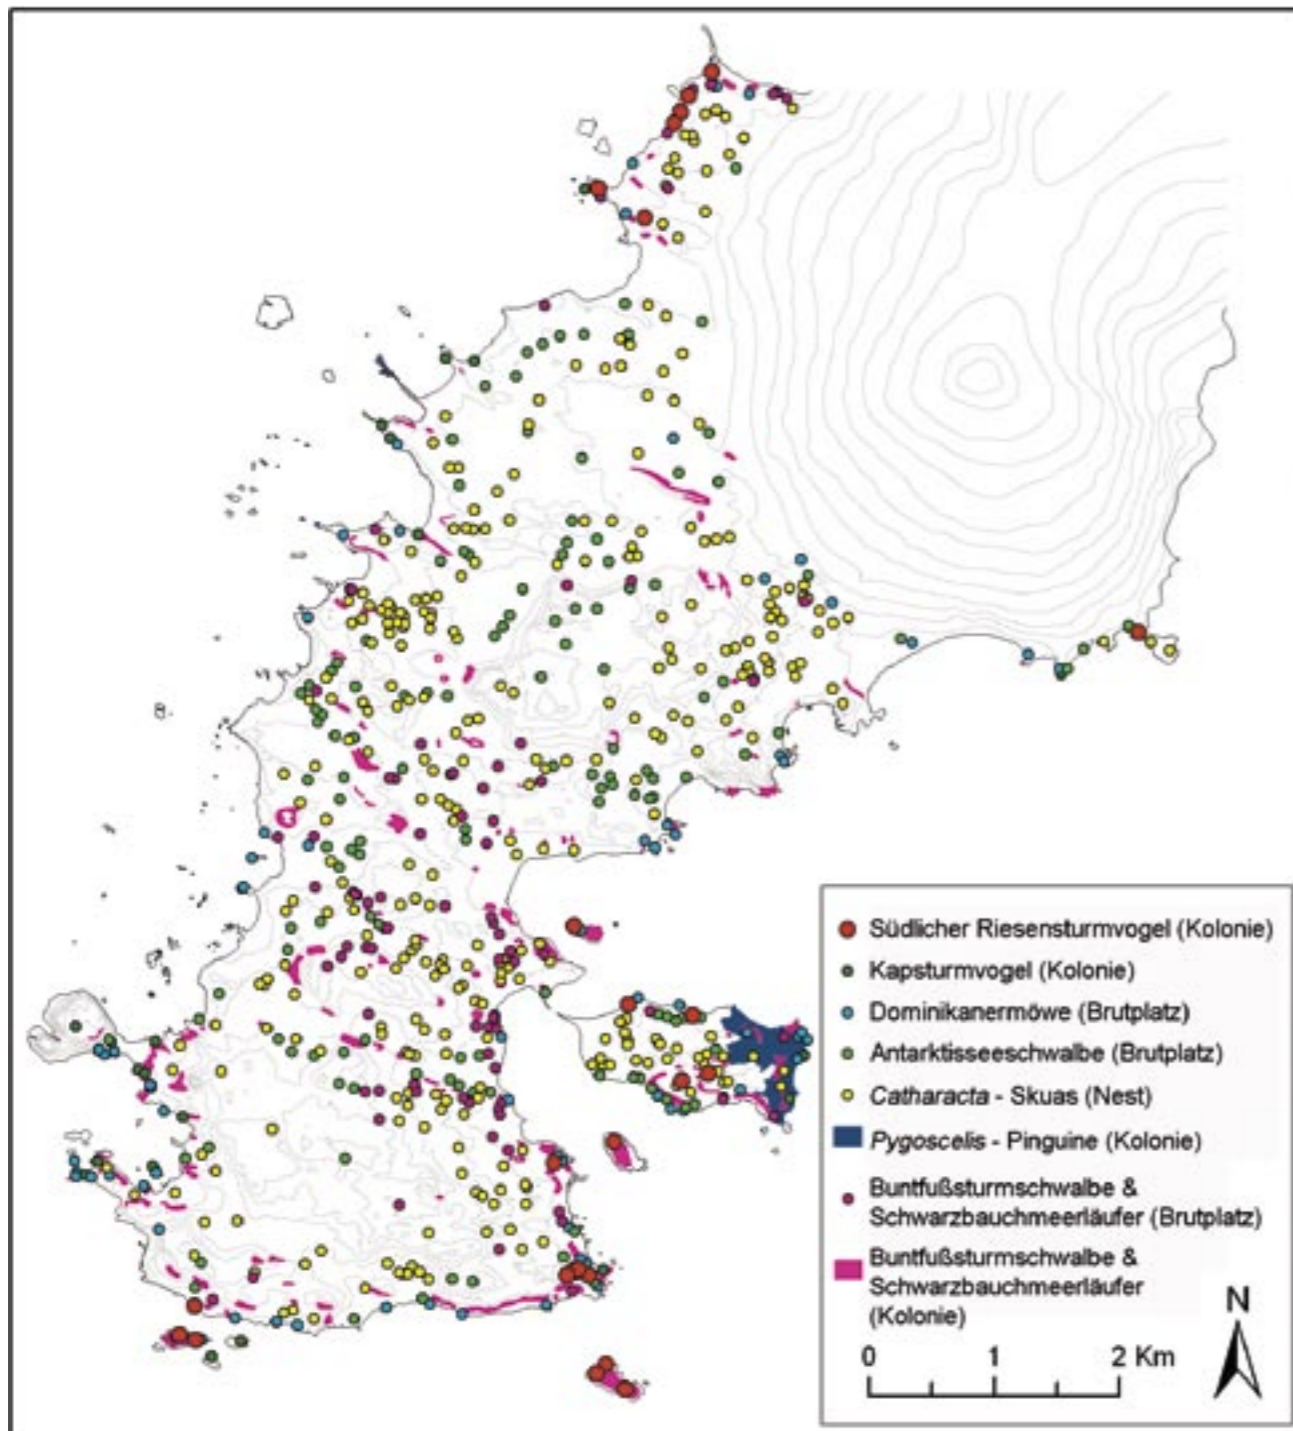 Südlicher Riesensturmvogel (Kolonie)
Kapsturmvogel (Kolonie)
Dominikanermöwe (Brutplatz)
Antarktisseeschwalbe (Brutplatz)
Catharacta - Skuas (Nest)
Pygoscelis - Pinguine (Kolonie)
Buntfußsturmschwalbe &
Schwarzbauchmeerläufer (Brutplatz)
Buntfußsturmschwalbe &
Schwarzbauchmeerläufer
(Kolonie)
N
0 1 2 Km